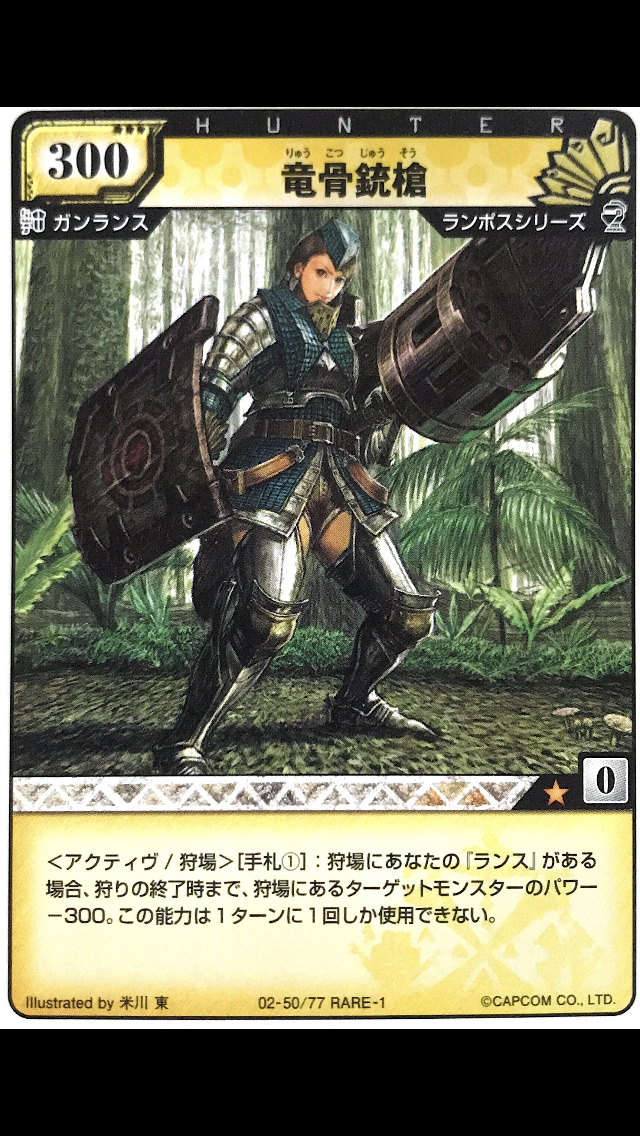 HUNTER
300
りゅう こつ じゅう そう
竜骨銃槍
ガンランス
ランポスシリーズ
0
<アクティヴ / 狩場>[手札①]：狩場にあなたの『ランス』がある
場合、狩りの終了時まで、狩場にあるターゲットモンスターのパワー
－300。この能力は１ターンに１回しか使用できない。
Illustrated by 米川 東
02-50/77 RARE-1
©CAPCOM CO., LTD.